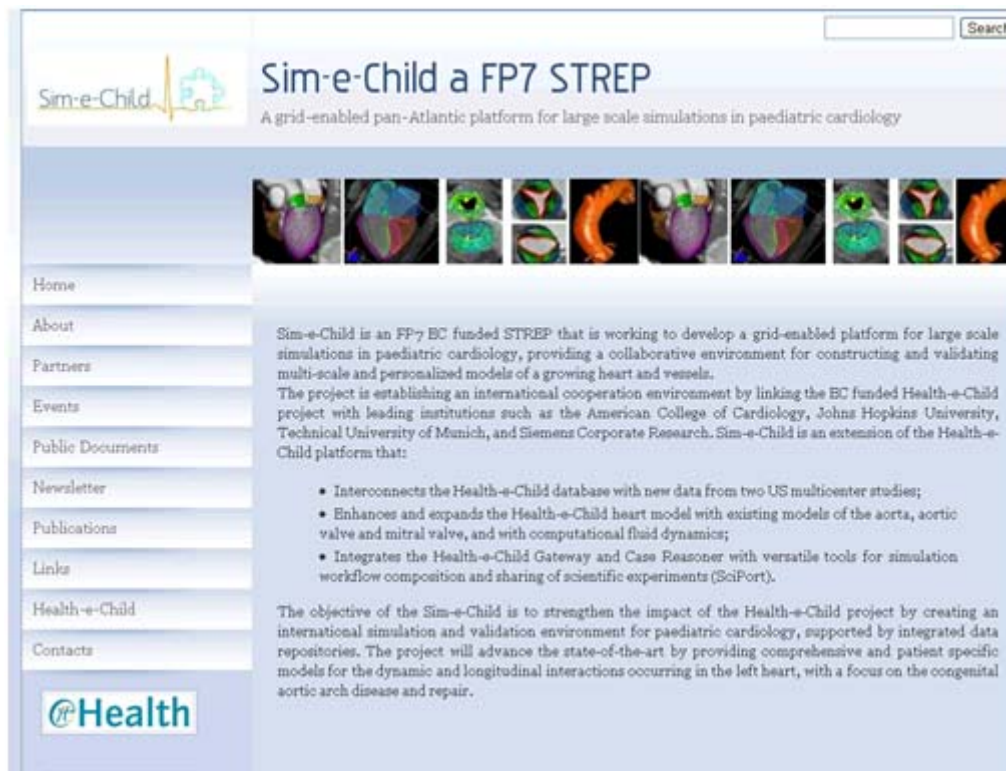 Search
Sim-e-Child
Sim-e-Child a FP7 STREP
A grid-enabled pan-Atlantic platform for large scale simulations in paediatric cardiology
Home
About
Partners
Events
Public Documents
Newsletter
Publications
Links
Health-e-Child
Contacts
@Health
Sim-e-Child is an FP7 EC funded STREP that is working to develop a grid-enabled platform for large scale
simulations in paediatric cardiology, providing a collaborative environment for constructing and validating
multi-scale and personalized models of a growing heart and vessels.
The project is establishing an international cooperation environment by linking the EC funded Health-e-Child
project with leading institutions such as the American College of Cardiology, Johns Hopkins University,
Technical University of Munich, and Siemens Corporate Research. Sim-e-Child is an extension of the Health-e-
Child platform that:
• Interconnects the Health-e-Child database with new data from two US multicenter studies;
• Enhances and expands the Health-e-Child heart model with existing models of the aorta, aortic
valve and mitral valve, and with computational fluid dynamics;
• Integrates the Health-e-Child Gateway and Case Reasoner with versatile tools for simulation
workflow composition and sharing of scientific experiments (SciPort).
The objective of the Sim-e-Child is to strengthen the impact of the Health-e-Child project by creating an
international simulation and validation environment for paediatric cardiology, supported by integrated data
repositories. The project will advance the state-of-the-art by providing comprehensive and patient specific
models for the dynamic and longitudinal interactions occurring in the left heart, with a focus on the congenital
aortic arch disease and repair.